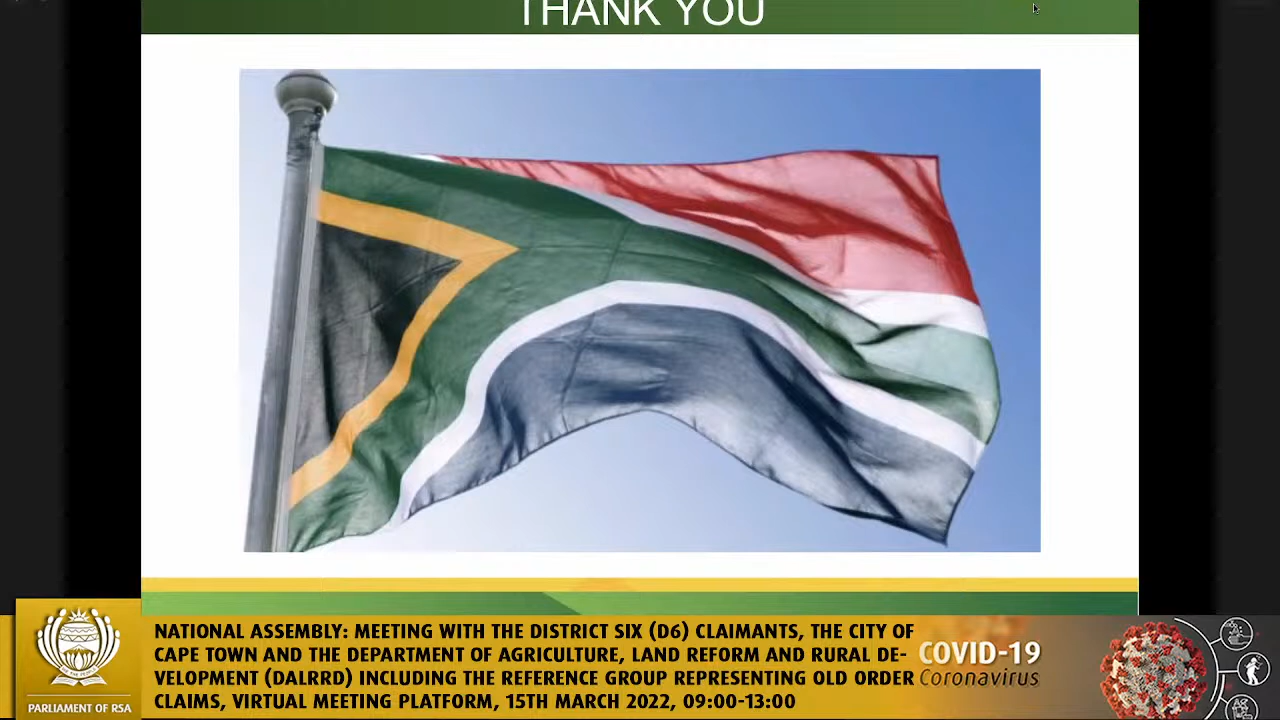 THANK YOU
NATIONAL ASSEMBLY: MEETING WITH THE DISTRICT SIX (D6) CLAIMANTS, THE CITY OF
CAPE TOWN AND THE DEPARTMENT OF AGRICULTURE, LAND REFORM AND RURAL DE-
VELOPMENT (DALRRD) INCLUDING THE REFERENCE GROUP REPRESENTING OLD ORDER
CLAIMS, VIRTUAL MEETING PLATFORM, 15TH MARCH 2022, 09:00-13:00
PARLIAMENT OF RSA
COVID-19
Coronavirus